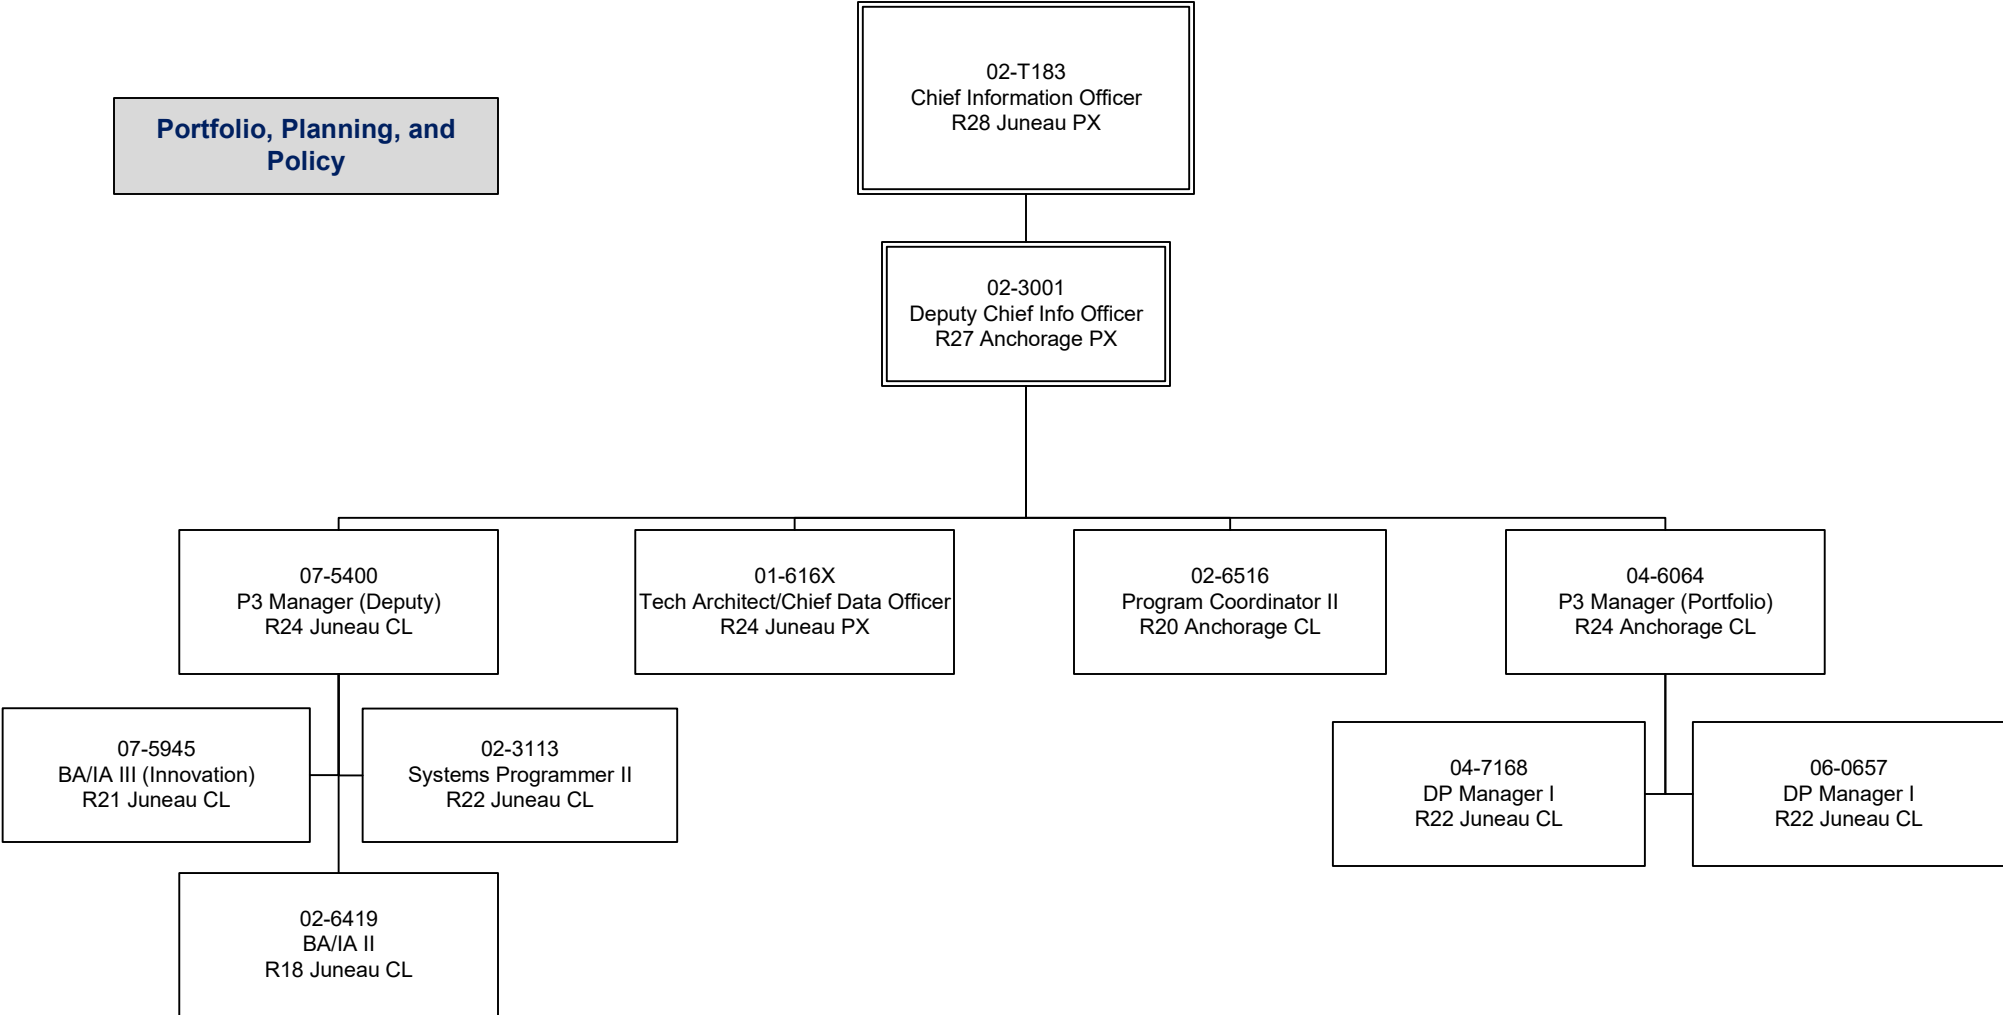 Portfolio, Planning, and
Policy
02-T183
Chief Information Officer
R28 Juneau PX
02-3001
Deputy Chief Info Officer
R27 Anchorage PX
07-5400
P3 Manager (Deputy)
R24 Juneau CL
01-616X
Tech Architect/Chief Data Officer
R24 Juneau PX
02-6516
Program Coordinator II
R20 Anchorage CL
04-6064
P3 Manager (Portfolio)
R24 Anchorage CL
07-5945
BA/IA III (Innovation)
R21 Juneau CL
02-3113
Systems Programmer II
R22 Juneau CL
04-7168
DP Manager I
R22 Juneau CL
06-0657
DP Manager I
R22 Juneau CL
02-6419
BA/IA II
R18 Juneau CL